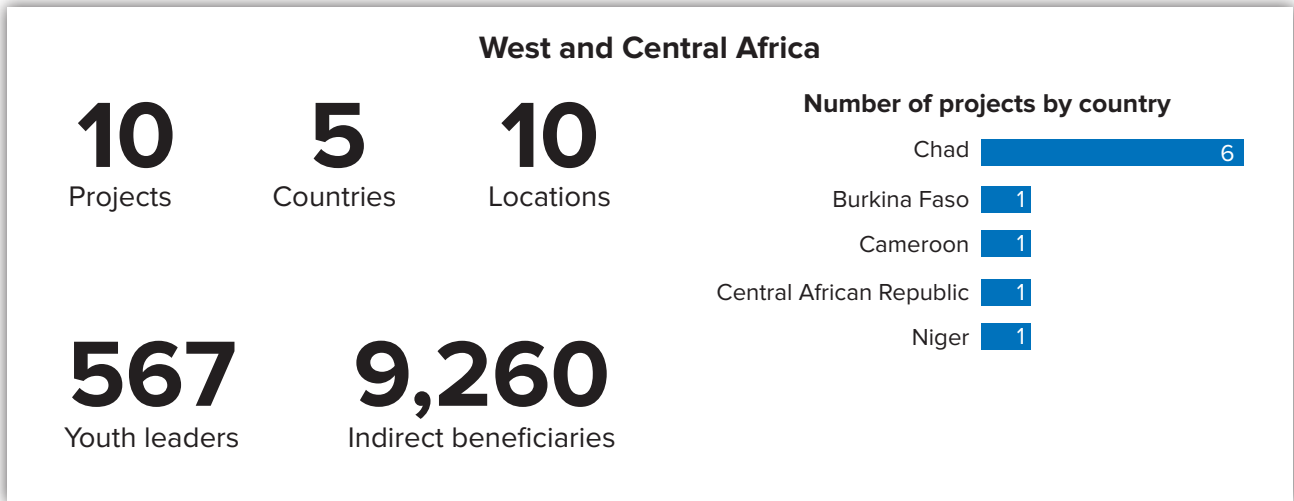 West and Central Africa
10
Projects
5
Countries
10
Locations
567
Youth leaders
9,260
Indirect beneficiaries
Number of projects by country
Chad 6
Burkina Faso 1
Cameroon 1
Central African Republic 1
Niger 1